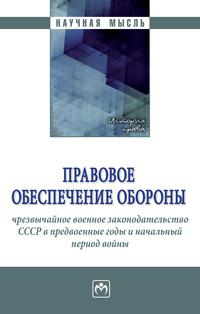 НАУЧНАЯ МЫСЛЬ
История
права
ПРАВОВОЕ
ОБЕСПЕЧЕНИЕ ОБОРОНЫ
чрезвычайное военное законодательство
СССР в предвоенные годы и начальный
период войны